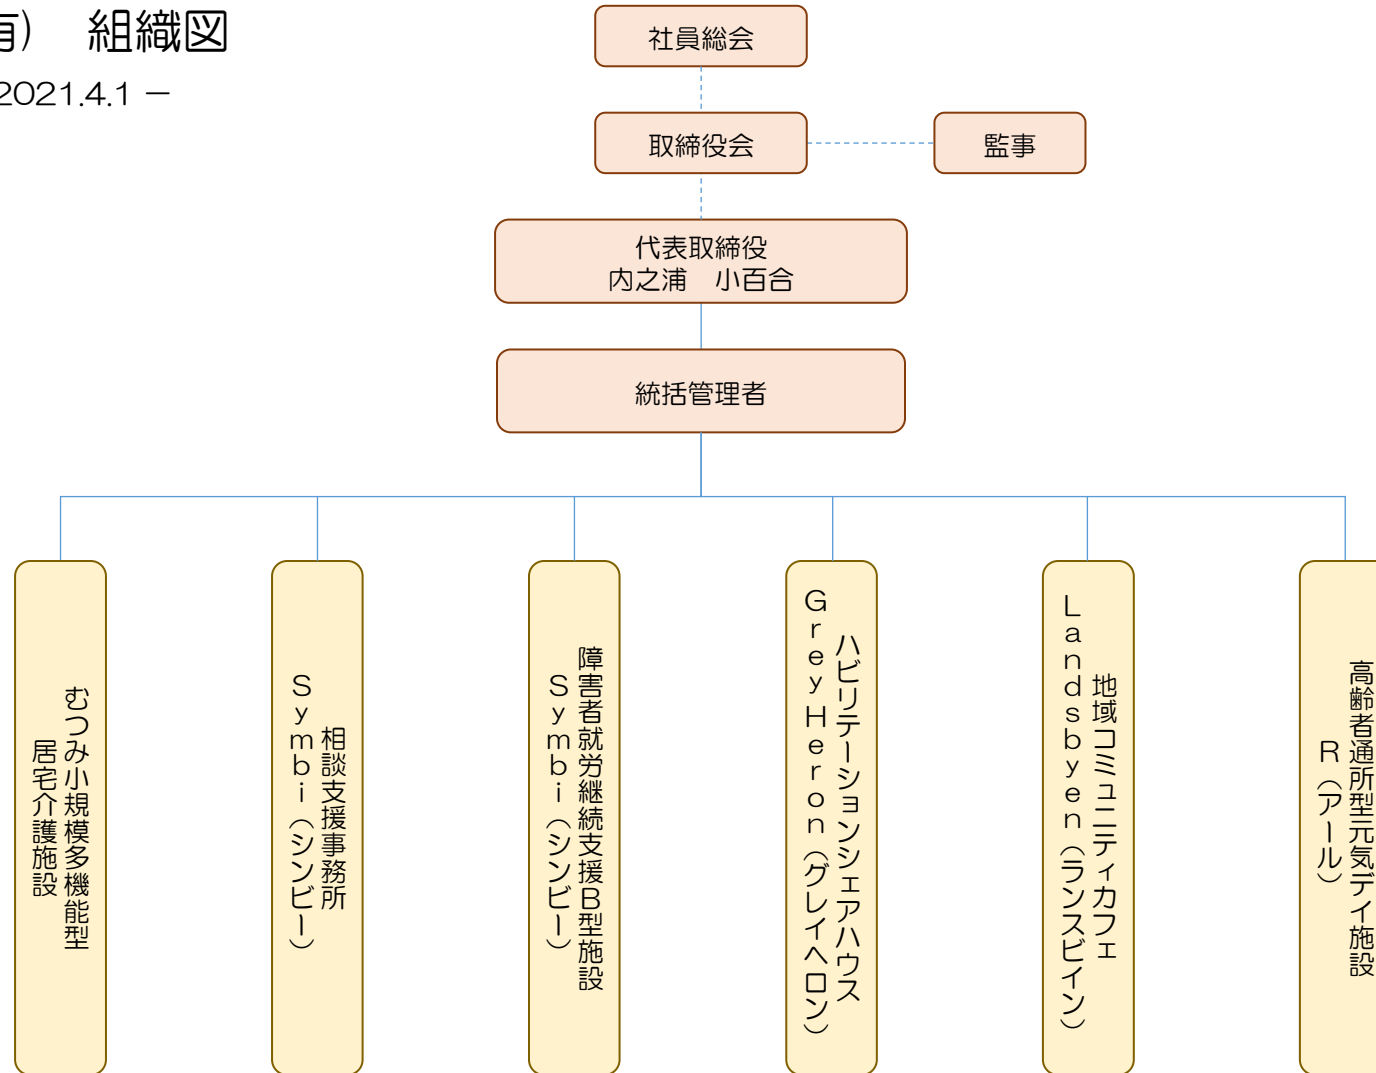 有)　組織図
2021.4.1 －
社員総会
取締役会
監事
代表取締役
内之浦　小百合
統括管理者
むつみ小規模多機能型
居宅介護施設
相談支援事務所
Symbi（シンビー）
障害者就労継続支援B型施設
Symbi（シンビー）
ハビリテーションシェアハウス
GreyHeron（グレイヘロン）
地域コミュニティカフェ
Landsbyen（ランスビイン）
高齢者通所型元気デイ施設
R（アール）